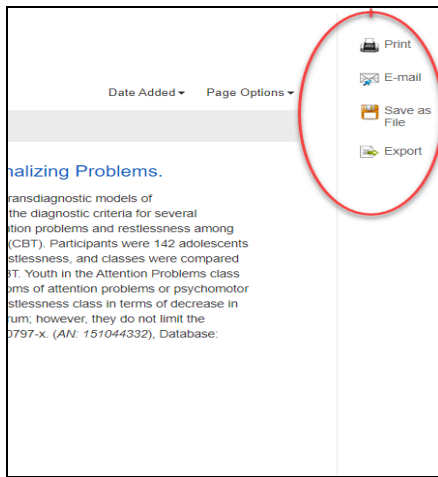 Print
E-mail
Save as
File
Export
Date Added
Page Options
nalizing Problems.
ransdiagnostic models of
the diagnostic criteria for several
tion problems and restlessness among
(CBT). Participants were 142 adolescents
stlessness, and classes were compared
BT. Youth in the Attention Problems class
oms of attention problems or psychomotor
stlessness class in terms of decrease in
rum; however, they do not limit the
0797-x. (AN: 151044332), Database: